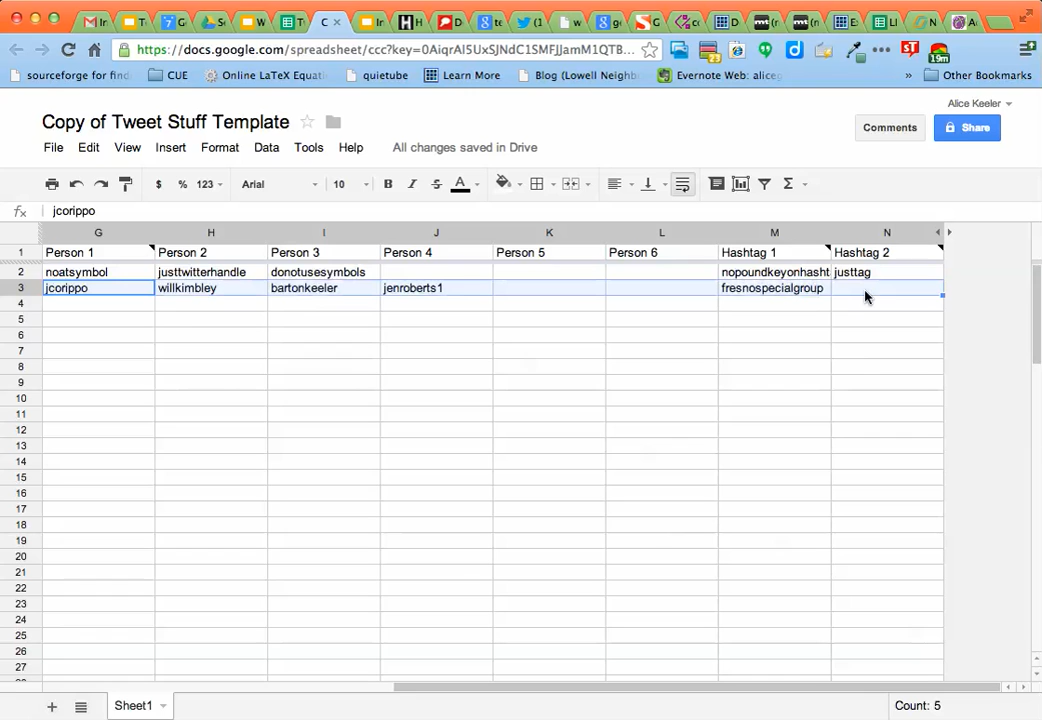 https://docs.google.com/spreadsheet/ccc?key=0AiqrAl5UxSJNdC1SMFJJamM1QTB...
sourceforge for find
CUE
Online LaTeX Equati
quietube
Learn More
Blog (Lowell Neighb
Evernote Web: alicep
» Other Bookmarks
Alice Keeler
Copy of Tweet Stuff Template
Comments
Share
File Edit View Insert Format Data Tools Help All changes saved in Drive
$ % 123 Arial 10 B I S A Σ
fx jcorippo
G H I J K L M N
1 Person 1 Person 2 Person 3 Person 4 Person 5 Person 6 Hashtag 1 Hashtag 2
2 noatsymbol justtwitterhandle donotusesymbols nopoundkeyonhasht justtag
3 jcorippo willkimbley bartonkeeler jenroberts1 fresnospecialgroup
4
5
6
7
8
9
10
11
12
13
14
15
16
17
18
19
20
21
22
23
24
25
26
27
Sheet1
Count: 5